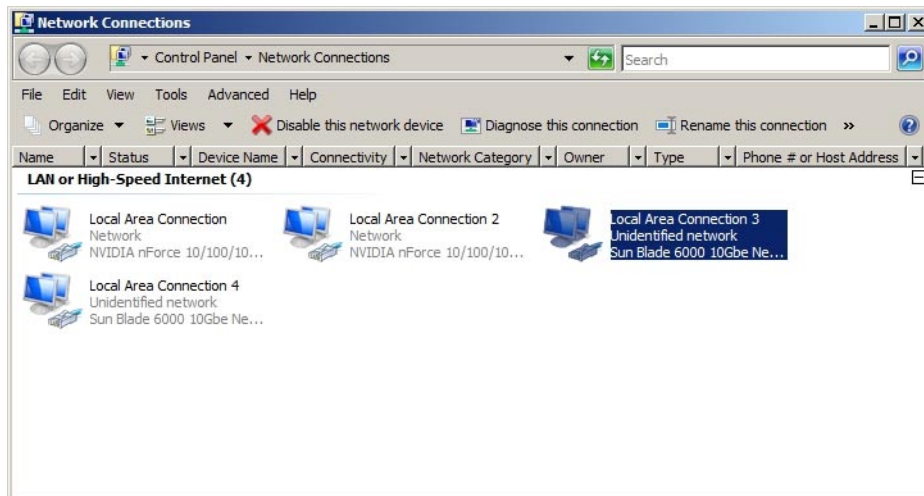 Network Connections
Control Panel Network Connections
Search
File Edit View Tools Advanced Help
Organize Views Disable this network device Diagnose this connection Rename this connection »
Name Status Device Name Connectivity Network Category Owner Type Phone # or Host Address
LAN or High-Speed Internet (4)
Local Area Connection
Network
NVIDIA nForce 10/100/10...
Local Area Connection 2
Network
NVIDIA nForce 10/100/10...
Local Area Connection 3
Unidentified network
Sun Blade 6000 10Gbe Ne...
Local Area Connection 4
Unidentified network
Sun Blade 6000 10Gbe Ne...